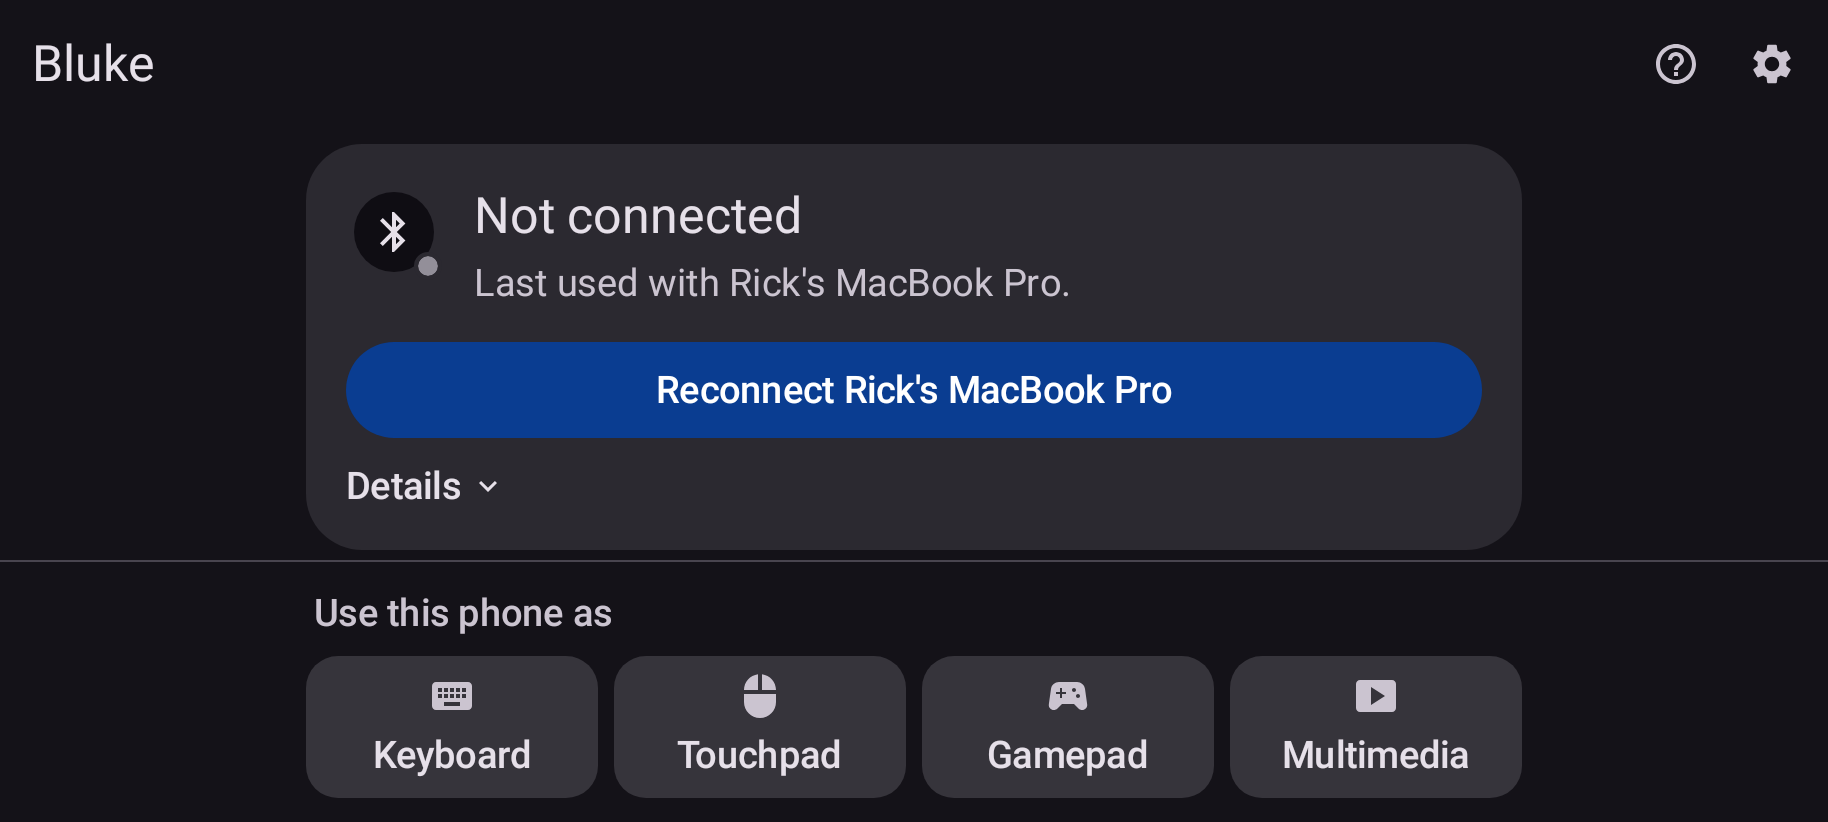 Bluke
Not connected
Last used with Rick's MacBook Pro.
Reconnect Rick's MacBook Pro
Details
Use this phone as
Keyboard
Touchpad
Gamepad
Multimedia